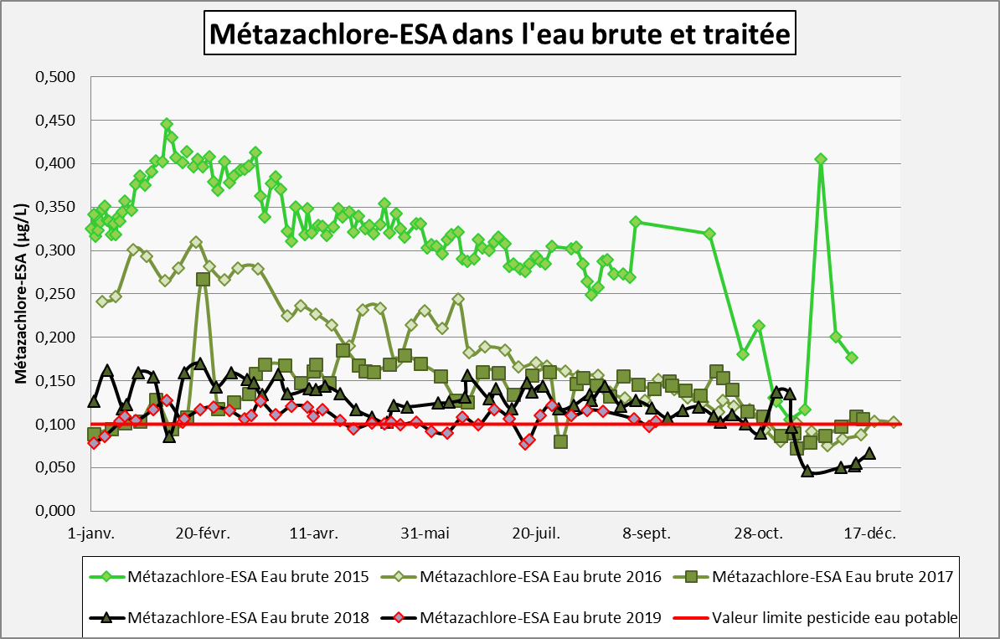 Métazachlore-ESA dans l'eau brute et traitée
Métazachlore-ESA (µg/L)
0,500
0,450
0,400
0,350
0,300
0,250
0,200
0,150
0,100
0,050
0,000
1-janv. 20-févr. 11-avr. 31-mai 20-juil. 8-sept. 28-oct. 17-déc.
Métazachlore-ESA Eau brute 2015 Métazachlore-ESA Eau brute 2016 Métazachlore-ESA Eau brute 2017
Métazachlore-ESA Eau brute 2018 Métazachlore-ESA Eau brute 2019 Valeur limite pesticide eau potable